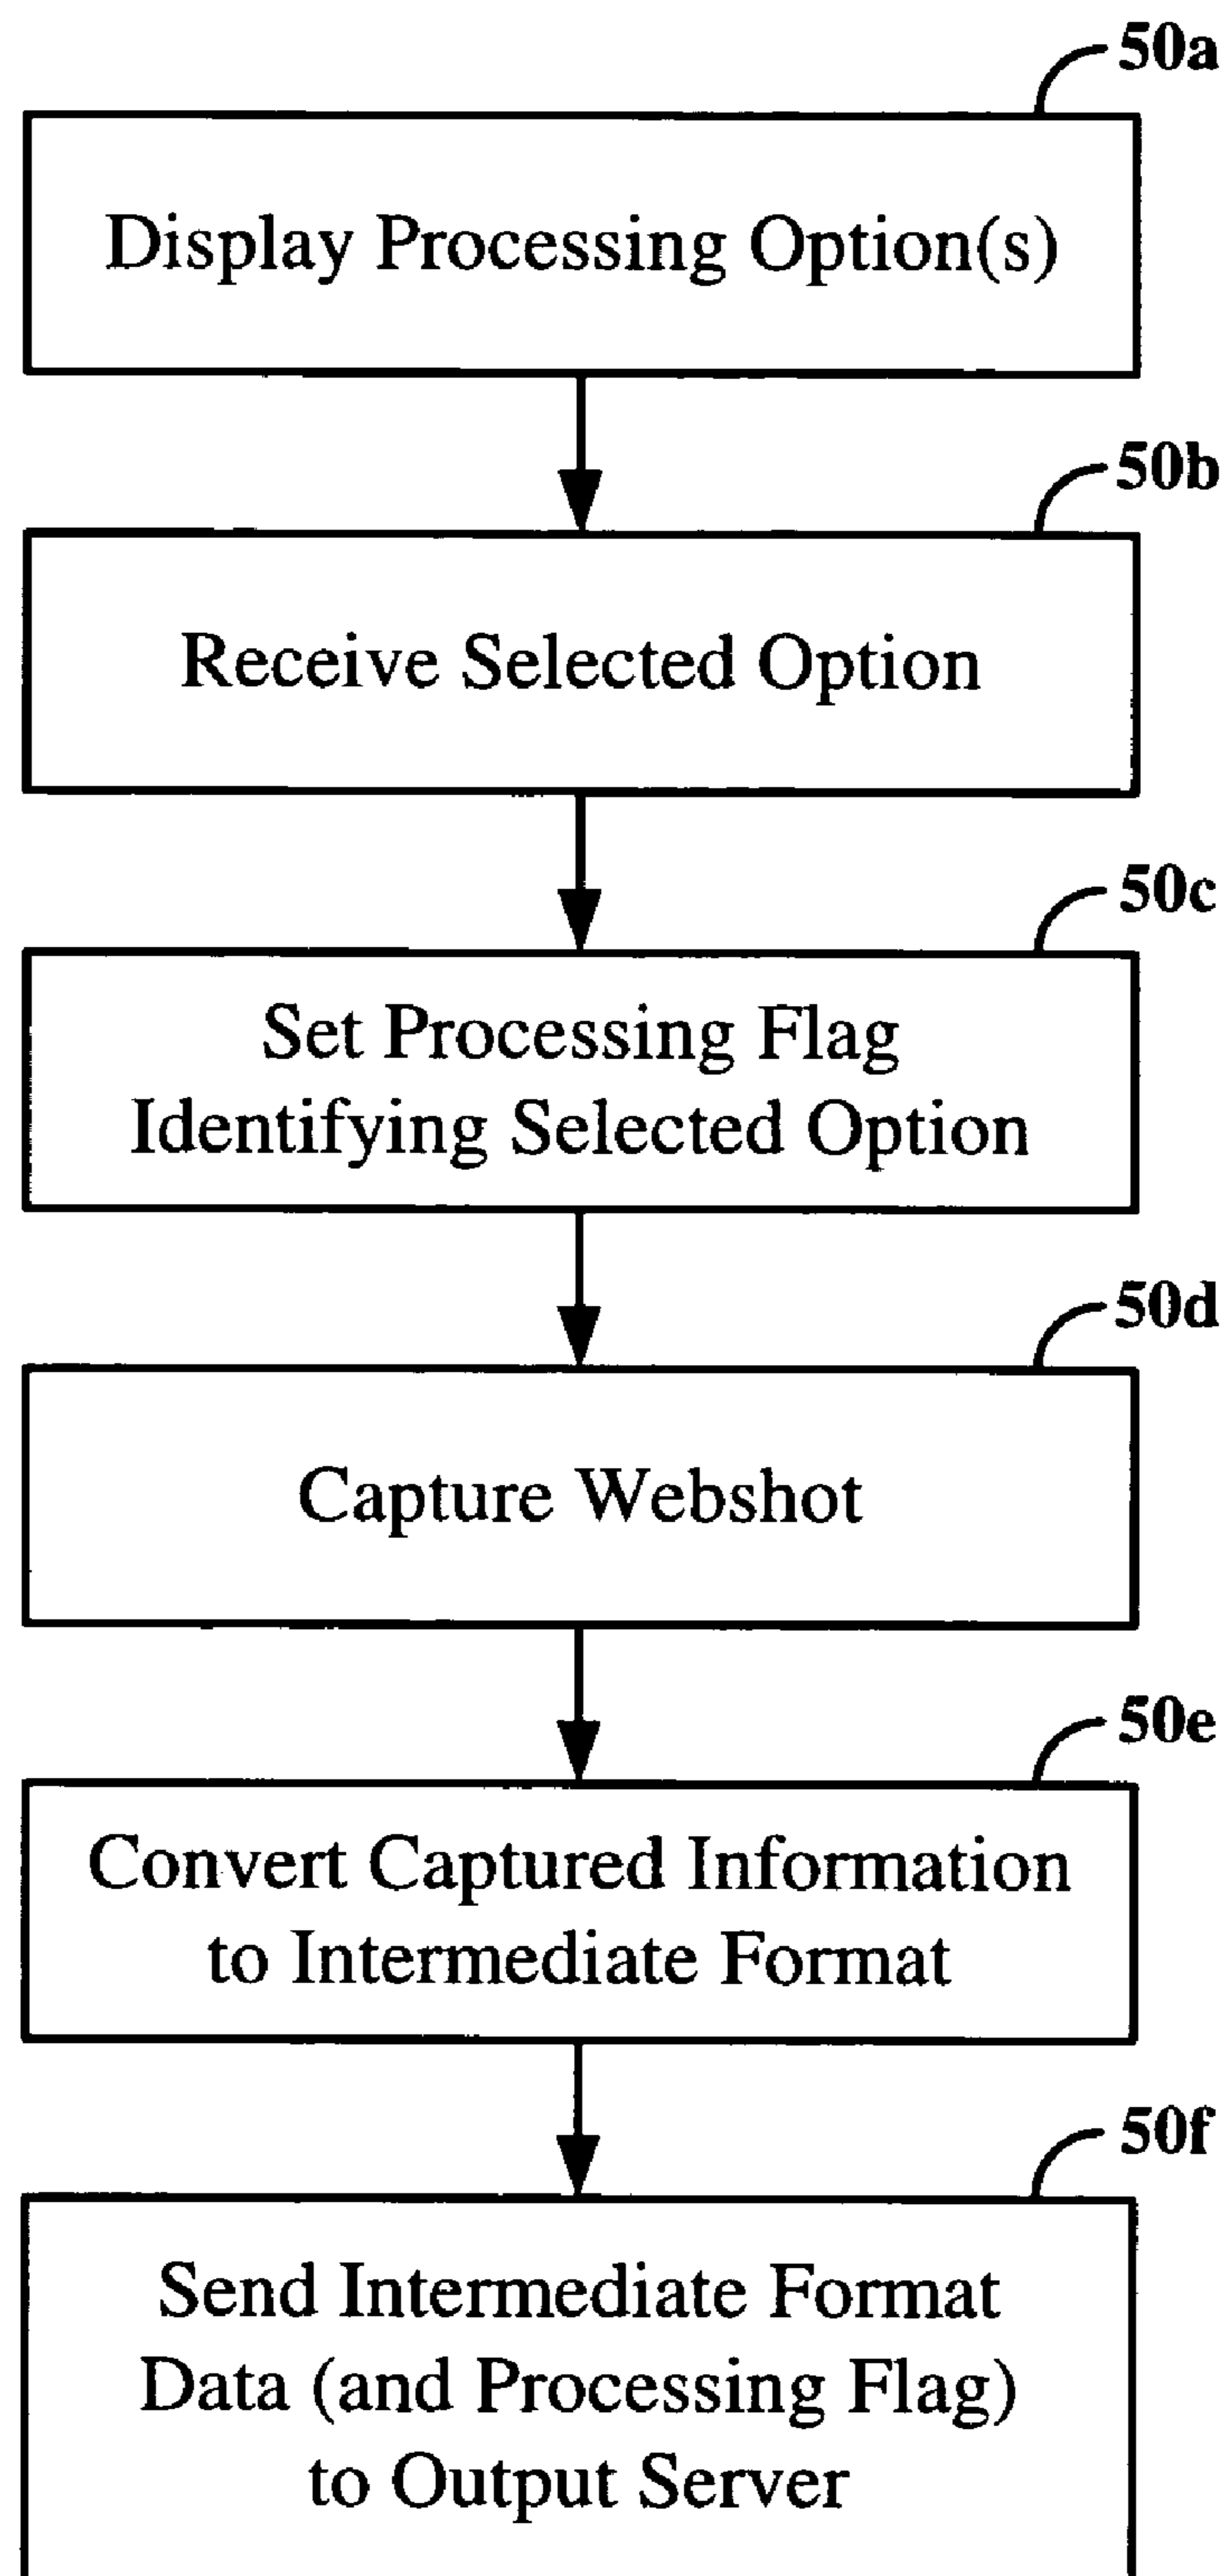 50a
Display Processing Option(s)
50b
Receive Selected Option
50c
Set Processing Flag
Identifying Selected Option
50d
Capture Webshot
50e
Convert Captured Information
to Intermediate Format
50f
Send Intermediate Format
Data (and Processing Flag)
to Output Server